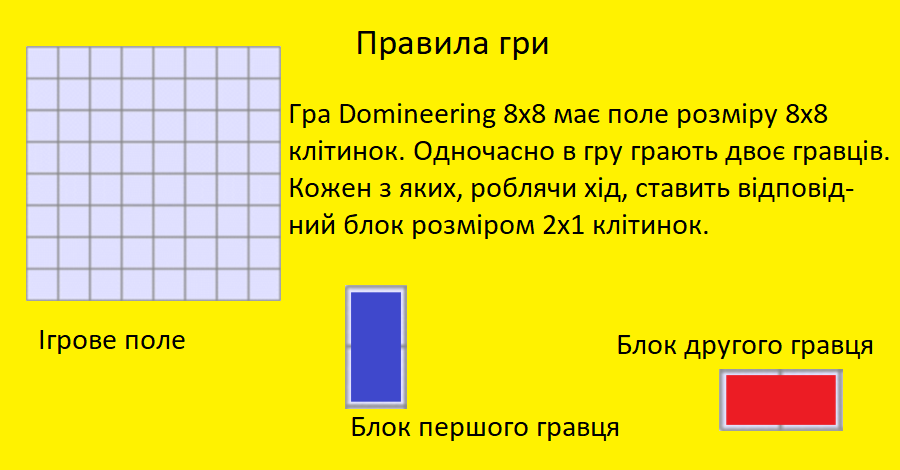 Правила гри
Гра Domineering 8x8 має поле розміру 8x8
клітинок. Одночасно в гру грають двоє гравців.
Кожен з яких, роблячи хід, ставить відповід-
ний блок розміром 2x1 клітинок.
Ігрове поле
Блок другого гравця
Блок першого гравця